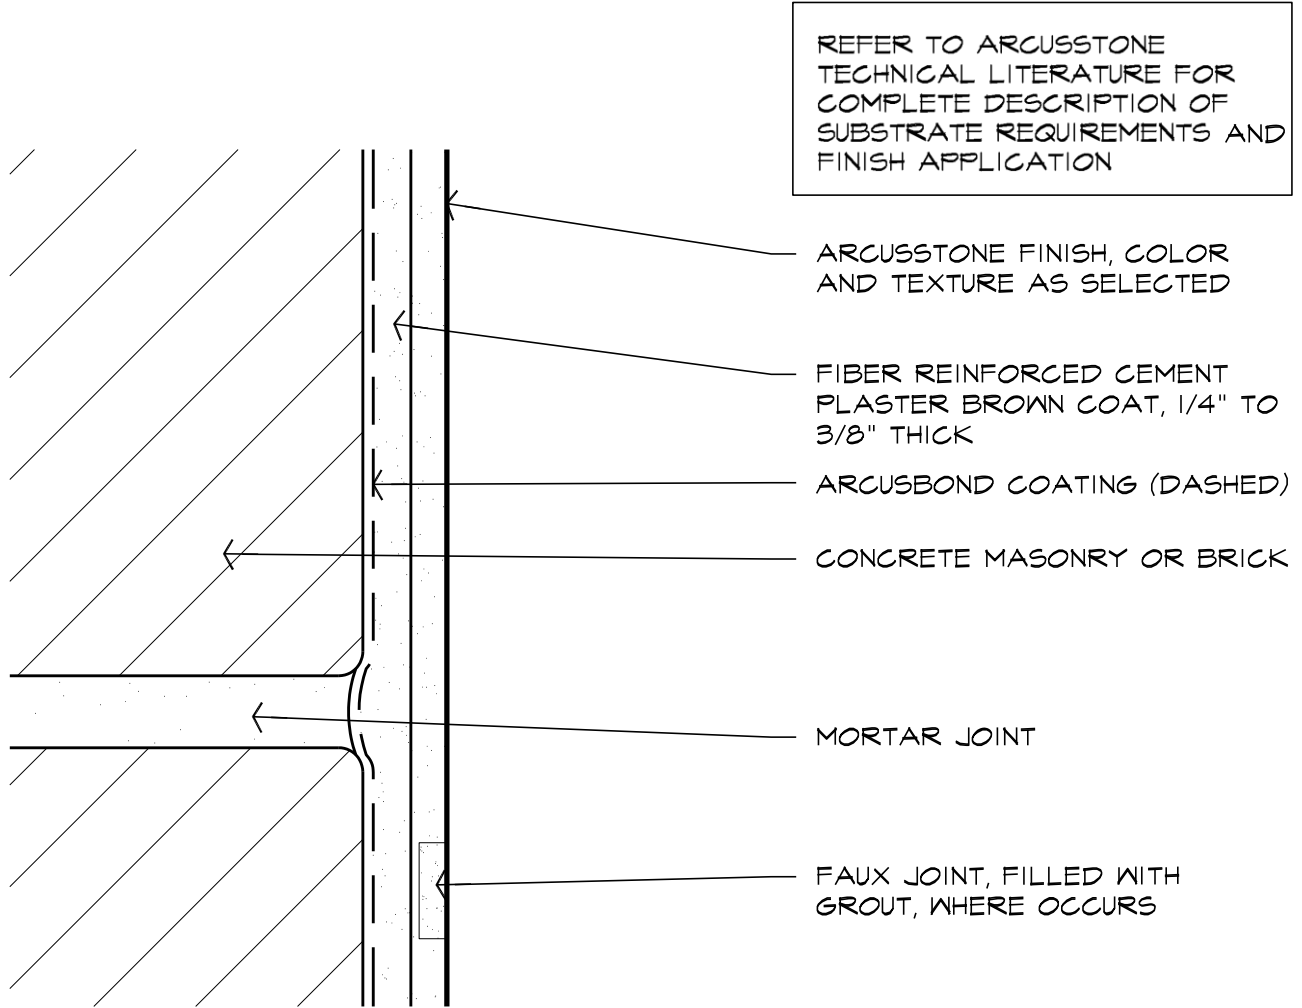 REFER TO ARCUSSTONE
TECHNICAL LITERATURE FOR
COMPLETE DESCRIPTION OF
SUBSTRATE REQUIREMENTS AND
FINISH APPLICATION
ARCUSSTONE FINISH, COLOR
AND TEXTURE AS SELECTED
FIBER REINFORCED CEMENT
PLASTER BROWN COAT, 1/4" TO
3/8" THICK
ARCUSBOND COATING (DASHED)
CONCRETE MASONRY OR BRICK
MORTAR JOINT
FAUX JOINT, FILLED WITH
GROUT, WHERE OCCURS